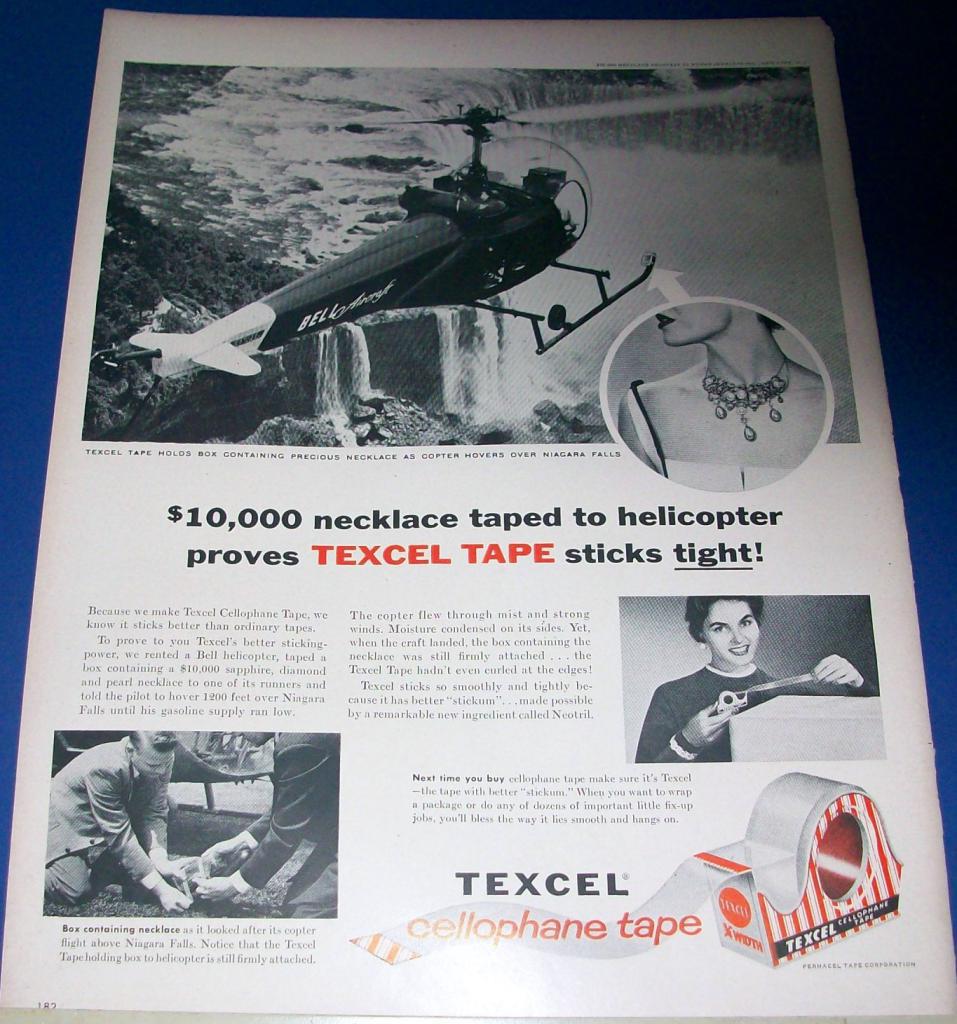 BELL Aircraft
TEXCEL TAPE HOLDS BOX CONTAINING PRECIOUS NECKLACE AS COPTER HOVERS OVER NIAGARA FALLS
$10,000 necklace taped to helicopter
proves TEXCEL TAPE sticks tight!
Because we make Texcel Cellophane Tape, we
know it sticks better than ordinary tapes.
To prove to you Texcel's better sticking-
power, we rented a Bell helicopter, taped a
box containing a $10,000 sapphire, diamond
and pearl necklace to one of its runners and
told the pilot to hover 1200 feet over Niagara
Falls until his gasoline supply ran low.
The copter flew through mist and strong
winds. Moisture condensed on its sides. Yet,
when the craft landed, the box containing the
necklace was still firmly attached . . . the
Texcel Tape hadn't even curled at the edges!
Texcel sticks so smoothly and tightly be-
cause it has better "stickum" . . . made possible
by a remarkable new ingredient called Neotril.
Next time you buy cellophane tape make sure it's Texcel
—the tape with better "stickum." When you want to wrap
a package or do any of dozens of important little fix-up
jobs, you'll bless the way it lies smooth and hangs on.
Box containing necklace as it looked after its copter
flight above Niagara Falls. Notice that the Texcel
Tape holding box to helicopter is still firmly attached.
TEXCEL®
cellophane tape
TEXCEL
WIDTH
TEXCEL CELLOPHANE
TAPE
PERMACEL TAPE CORPORATION
182